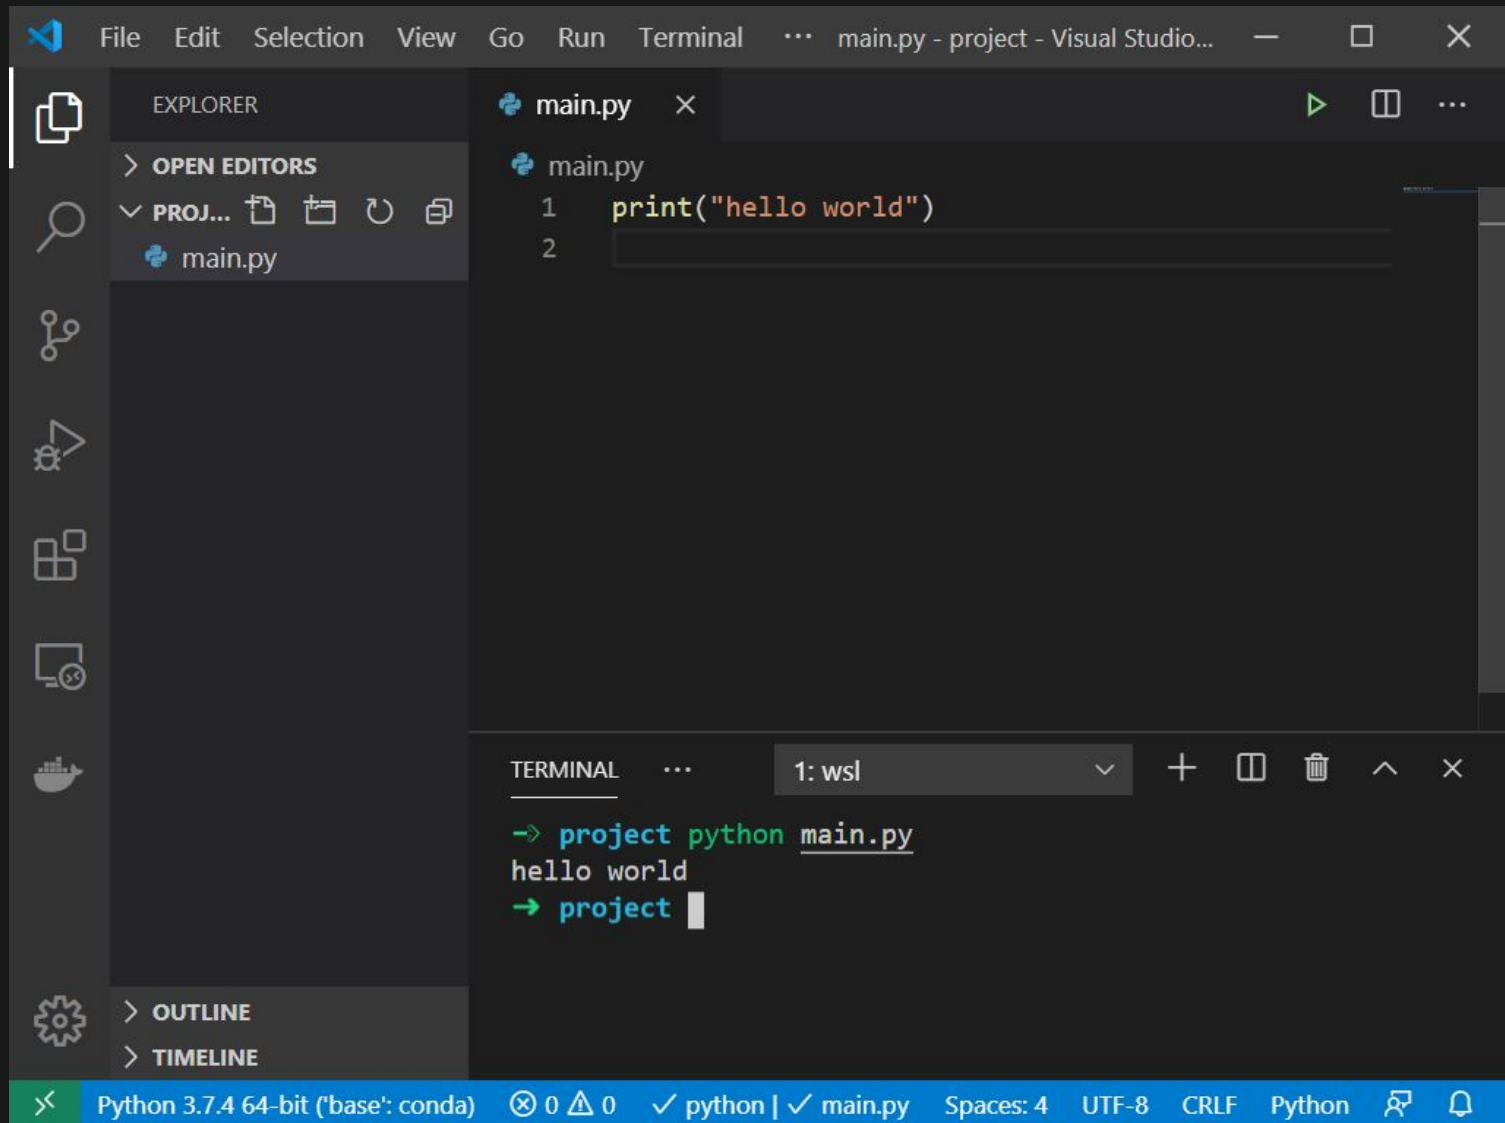 File Edit Selection View Go Run Terminal ··· main.py - project - Visual Studio...
EXPLORER
OPEN EDITORS
PROJ...
main.py
main.py
main.py
1 print("hello world")
2
TERMINAL ··· 1: wsl
→ project python main.py
hello world
→ project
OUTLINE
TIMELINE
Python 3.7.4 64-bit ('base': conda) 0 0 ✓ python | ✓ main.py Spaces: 4 UTF-8 CRLF Python